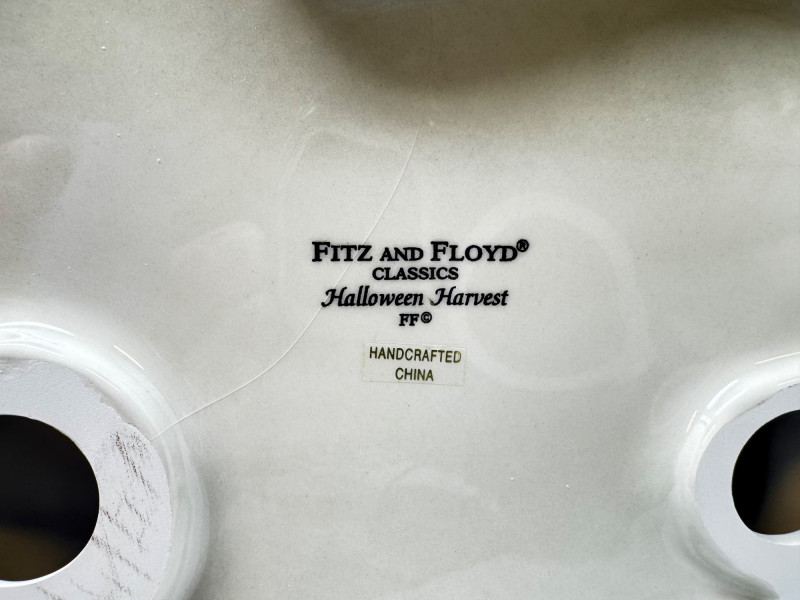 FITZ AND FLOYD®
CLASSICS
Halloween Harvest
FF©
HANDCRAFTED
CHINA